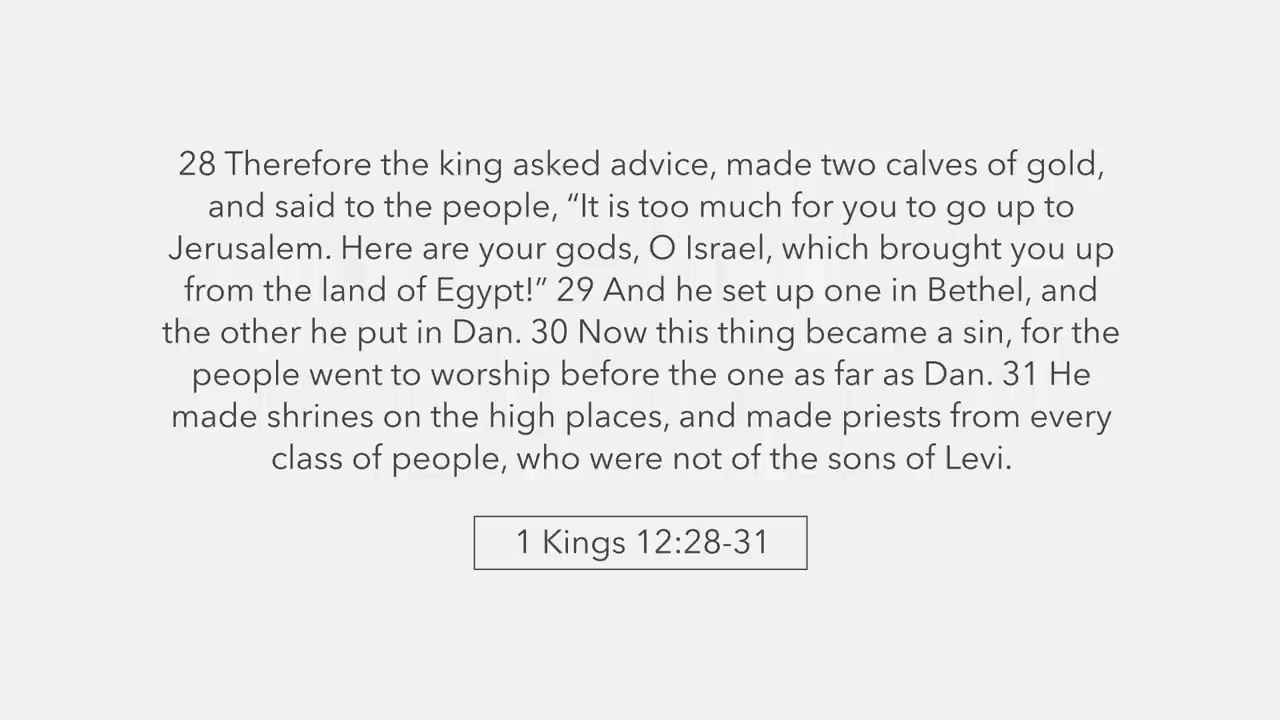 28 Therefore the king asked advice, made two calves of gold,
and said to the people, “It is too much for you to go up to
Jerusalem. Here are your gods, O Israel, which brought you up
from the land of Egypt!” 29 And he set up one in Bethel, and
the other he put in Dan. 30 Now this thing became a sin, for the
people went to worship before the one as far as Dan. 31 He
made shrines on the high places, and made priests from every
class of people, who were not of the sons of Levi.
1 Kings 12:28-31